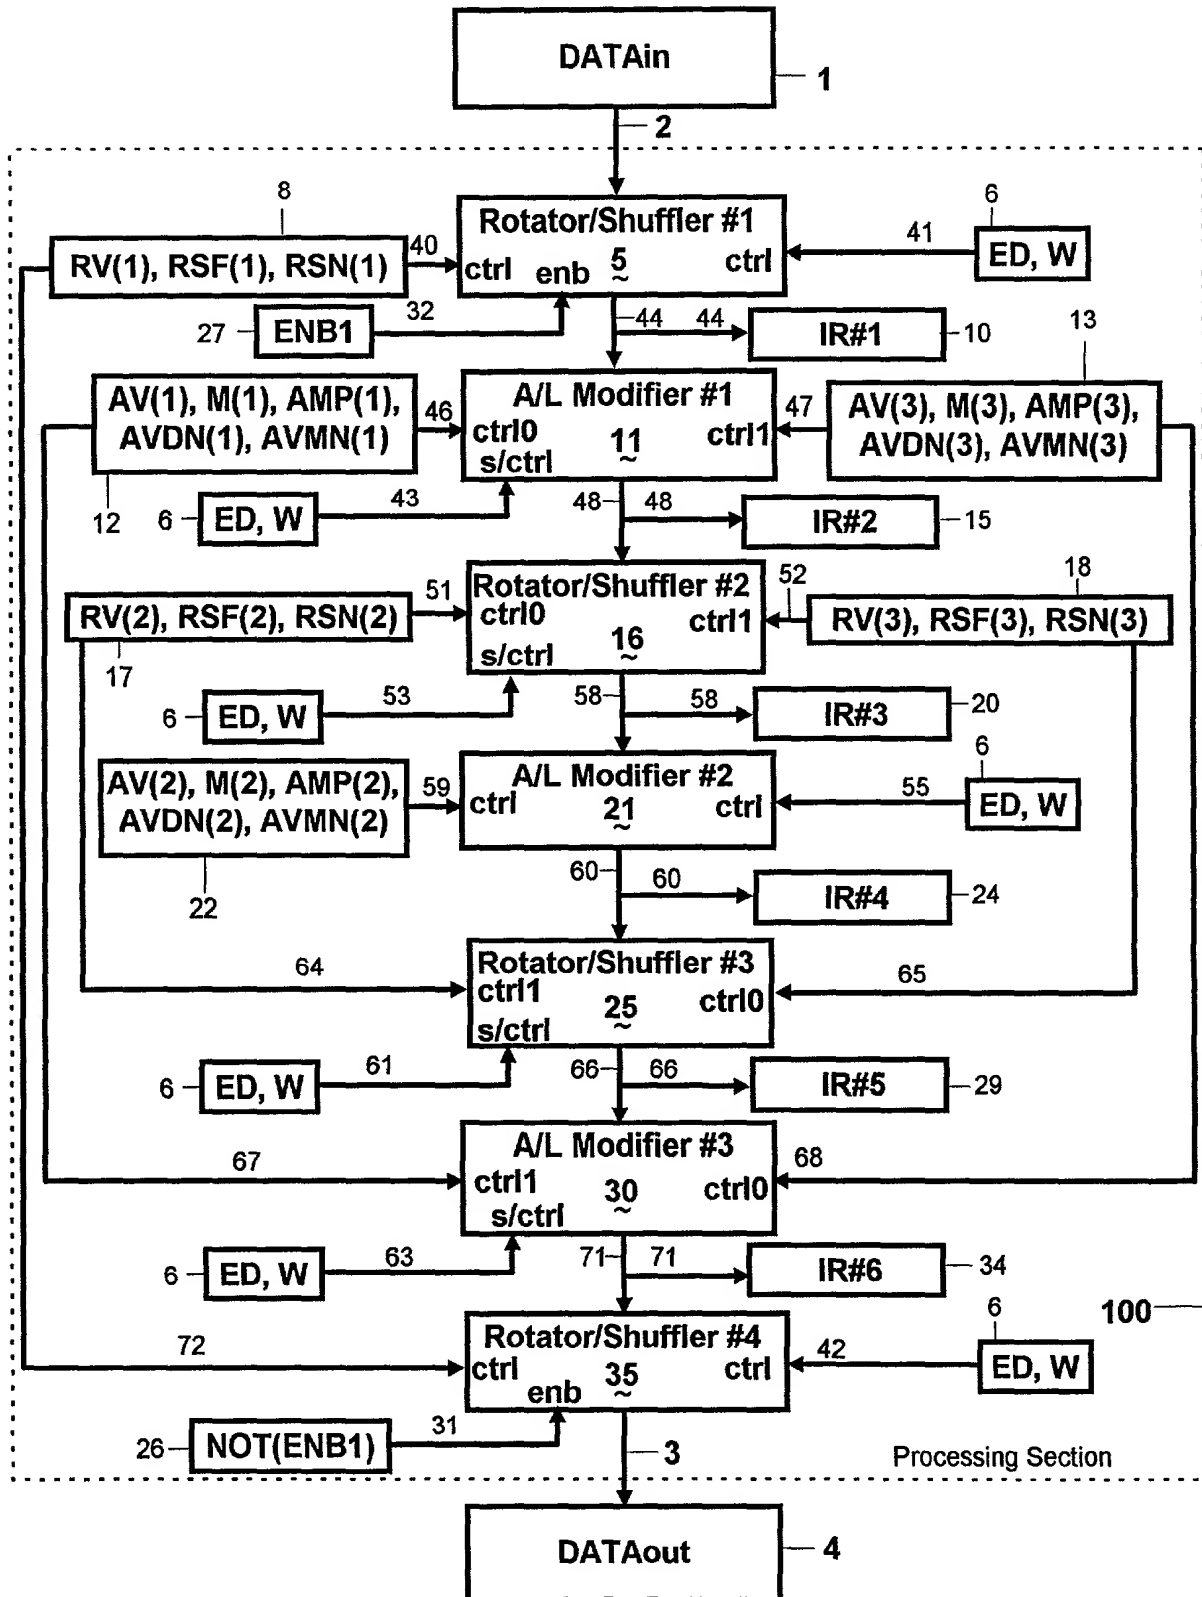 DATAin
1
2
8
6
Rotator/Shuffler #1
RV(1), RSF(1), RSN(1)
40
ctrl
enb
5
ctrl
41
ED, W
27
ENB1
32
44
44
IR#1
10
13
AV(1), M(1), AMP(1),
AVDN(1), AVMN(1)
46
A/L Modifier #1
ctrl0
11
ctrl1
s/ctrl
47
AV(3), M(3), AMP(3),
AVDN(3), AVMN(3)
12
6
ED, W
43
48
48
IR#2
15
RV(2), RSF(2), RSN(2)
51
Rotator/Shuffler #2
ctrl0
16
ctrl1
s/ctrl
52
18
RV(3), RSF(3), RSN(3)
17
6
ED, W
53
58
58
IR#3
20
AV(2), M(2), AMP(2),
AVDN(2), AVMN(2)
59
A/L Modifier #2
ctrl
21
ctrl
55
6
ED, W
22
60
60
IR#4
24
64
Rotator/Shuffler #3
ctrl1
25
ctrl0
s/ctrl
65
6
ED, W
61
66
66
IR#5
29
67
A/L Modifier #3
ctrl1
30
ctrl0
s/ctrl
68
6
ED, W
63
71
71
IR#6
34
100
72
Rotator/Shuffler #4
ctrl
35
ctrl
enb
42
6
ED, W
26
NOT(ENB1)
31
3
Processing Section
DATAout
4